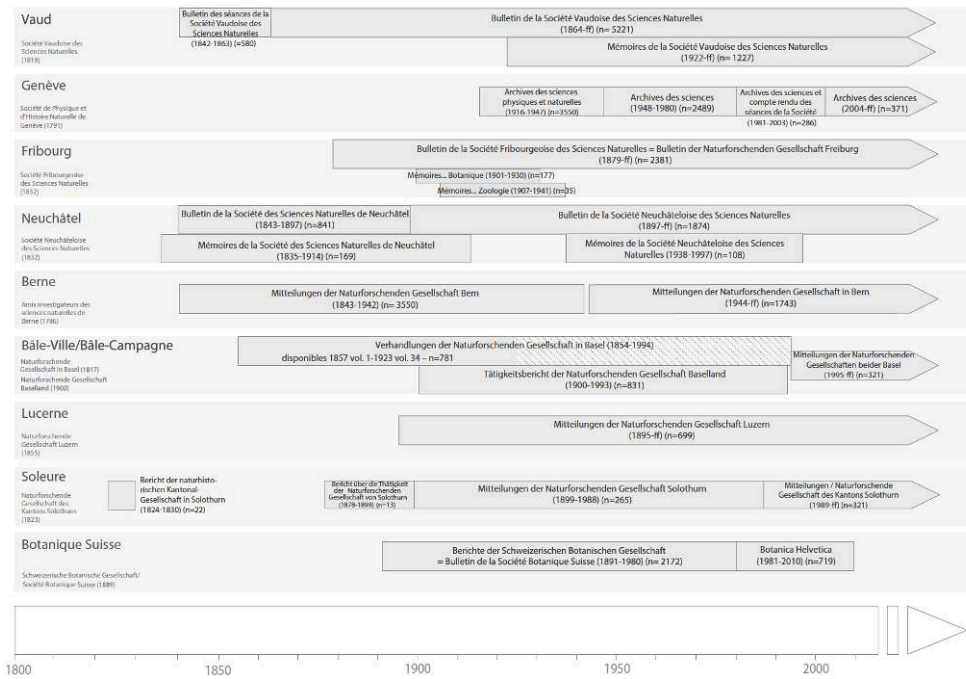 Vaud
Société Vaudoise des
Sciences Naturelles
(1819)
Bulletin des séances de la
Société Vaudoise des
Sciences Naturelles
(1842-1863) (=580)
Bulletin de la Société Vaudoise des Sciences Naturelles
(1864-ff) (n= 5221)
Mémoires de la Société Vaudoise des Sciences Naturelles
(1922-ff) (n= 1227)
Genève
Société de Physique et
d'Histoire Naturelle de
Genève (1791)
Archives des sciences
physiques et naturelles
(1916-1947) (n=3550)
Archives des sciences
(1948-1980) (n=2489)
Archives des sciences et
compte rendu des
séances de la Société
(1981-2003) (n=286)
Archives des sciences
(2004-ff) (n=371)
Fribourg
Société Fribourgeoise
des Sciences Naturelles
(1832)
Bulletin de la Société Fribourgeoise des Sciences Naturelles = Bulletin der Naturforschenden Gesellschaft Freiburg
(1879-ff) (n= 2381)
Mémoires... Botanique (1901-1930) (n=177)
Mémoires... Zoologie (1907-1941) (n=35)
Neuchâtel
Société Neuchâteloise
des Sciences Naturelles
(1832)
Bulletin de la Société des Sciences Naturelles de Neuchâtel
(1843-1897) (n=841)
Bulletin de la Société Neuchâteloise des Sciences Naturelles
(1897-ff) (n=1874)
Mémoires de la Société des Sciences Naturelles de Neuchâtel
(1835-1914) (n=169)
Mémoires de la Société Neuchâteloise des Sciences
Naturelles (1938-1997) (n=108)
Berne
Amis investigateurs des
sciences naturelles de
Berne (1786)
Mitteilungen der Naturforschenden Gesellschaft Bern
(1843-1942) (n= 3550)
Mitteilungen der Naturforschenden Gesellschaft in Bern
(1944-ff) (n=1743)
Bâle-Ville/Bâle-Campagne
Naturforschende
Gesellschaft in Basel (1817)
Naturforschende Gesellschaft
Baselland (1900)
Verhandlungen der Naturforschenden Gesellschaft in Basel (1854-1994)
disponibles 1857 vol. 1-1923 vol. 34 – n=781
Tätigkeitsbericht der Naturforschenden Gesellschaft Baselland
(1900-1993) (n=831)
Mitteilungen der Naturforschenden
Gesellschaften beider Basel
(1995-ff) (n=321)
Lucerne
Naturforschende
Gesellschaft Luzern
(1855)
Mitteilungen der Naturforschenden Gesellschaft Luzern
(1895-ff) (n=699)
Soleure
Naturforschende
Gesellschaft des
Kantons Solothurn
(1823)
Bericht der naturhisto-
rischen Kantonal-
Gesellschaft in Solothurn
(1824-1830) (n=22)
Bericht über die Thätigkeit
der Naturforschenden
Gesellschaft von Solothurn
(1878-1899) (n=13)
Mitteilungen der Naturforschenden Gesellschaft Solothurn
(1899-1988) (n=265)
Mitteilungen / Naturforschende
Gesellschaft des Kantons Solothurn
(1989-ff) (n=321)
Botanique Suisse
Schweizerische Botanische Gesellschaft/
Société Botanique Suisse (1889)
Berichte der Schweizerischen Botanischen Gesellschaft
= Bulletin de la Société Botanique Suisse (1891-1980) (n= 2172)
Botanica Helvetica
(1981-2010) (n=719)
1800 1850 1900 1950 2000